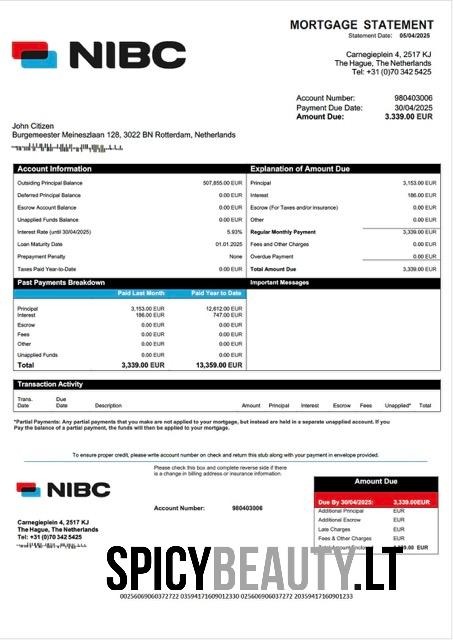 MORTGAGE STATEMENT
Statement Date: 05/04/2025
NIBC
Carnegieplein 4, 2517 KJ
The Hague, The Netherlands
Tel: +31 (0)70 342 5425
Account Number: 980403006
Payment Due Date: 30/04/2025
Amount Due: 3.339.00 EUR
John Citizen
Burgemeester Meineszlaan 128, 3022 BN Rotterdam, Netherlands
Account Information
Outsiding Principal Balance 507,855.00 EUR
Deferred Principal Balance 0.00 EUR
Escrow Account Balance 0.00 EUR
Unapplied Funds Balance 0.00 EUR
Interest Rate (until 30/04/2025) 5.93%
Loan Maturity Date 01.01.2025
Prepayment Penalty None
Taxes Paid Year-to-Date 0.00 EUR
Explanation of Amount Due
Principal 3,153.00 EUR
Interest 186.00 EUR
Escrow (For Taxes and/or insurance) 0.00 EUR
Other 0.00 EUR
Regular Monthly Payment 3,339.00 EUR
Fees and Other Charges 0.00 EUR
Overdue Payment 0.00 EUR
Total Amount Due 3,339.00 EUR
Past Payments Breakdown
Paid Last Month Paid Year to Date
Principal 3,153.00 EUR 12,612.00 EUR
Interest 186.00 EUR 747.00 EUR
Escrow 0.00 EUR 0.00 EUR
Fees 0.00 EUR 0.00 EUR
Other 0.00 EUR 0.00 EUR
Unapplied Funds 0.00 EUR 0.00 EUR
Total 3,339.00 EUR 13,359.00 EUR
Important Messages
Transaction Activity
Trans. Date Due Date Description Amount Principal Interest Escrow Fees Unapplied* Total
*Partial Payments: Any partial payments that you make are not applied to your mortgage, but instead are held in a separate unapplied account. If you
Pay the balance of a partial payment, the funds will then be applied to your mortgage.
To ensure proper credit, please write account number on check and return this stub along with your payment in envelope provided.
Please check this box and complete reverse side if there
is a change in billing address or insurance information.
NIBC
Account Number: 980403006
Carnegieplein 4, 2517 KJ
The Hague, The Netherlands
Tel: +31 (0)70 342 5425
Amount Due
Due By 30/04/2025: 3,339.00EUR
Additional Principal EUR
Additional Escrow EUR
Late Charges EUR
Fees & Other Charges EUR
EUR
SPICYBEAUTY.LT
0025606906037272 2 0359417160901233 0 0256069060372722 20359417160901233